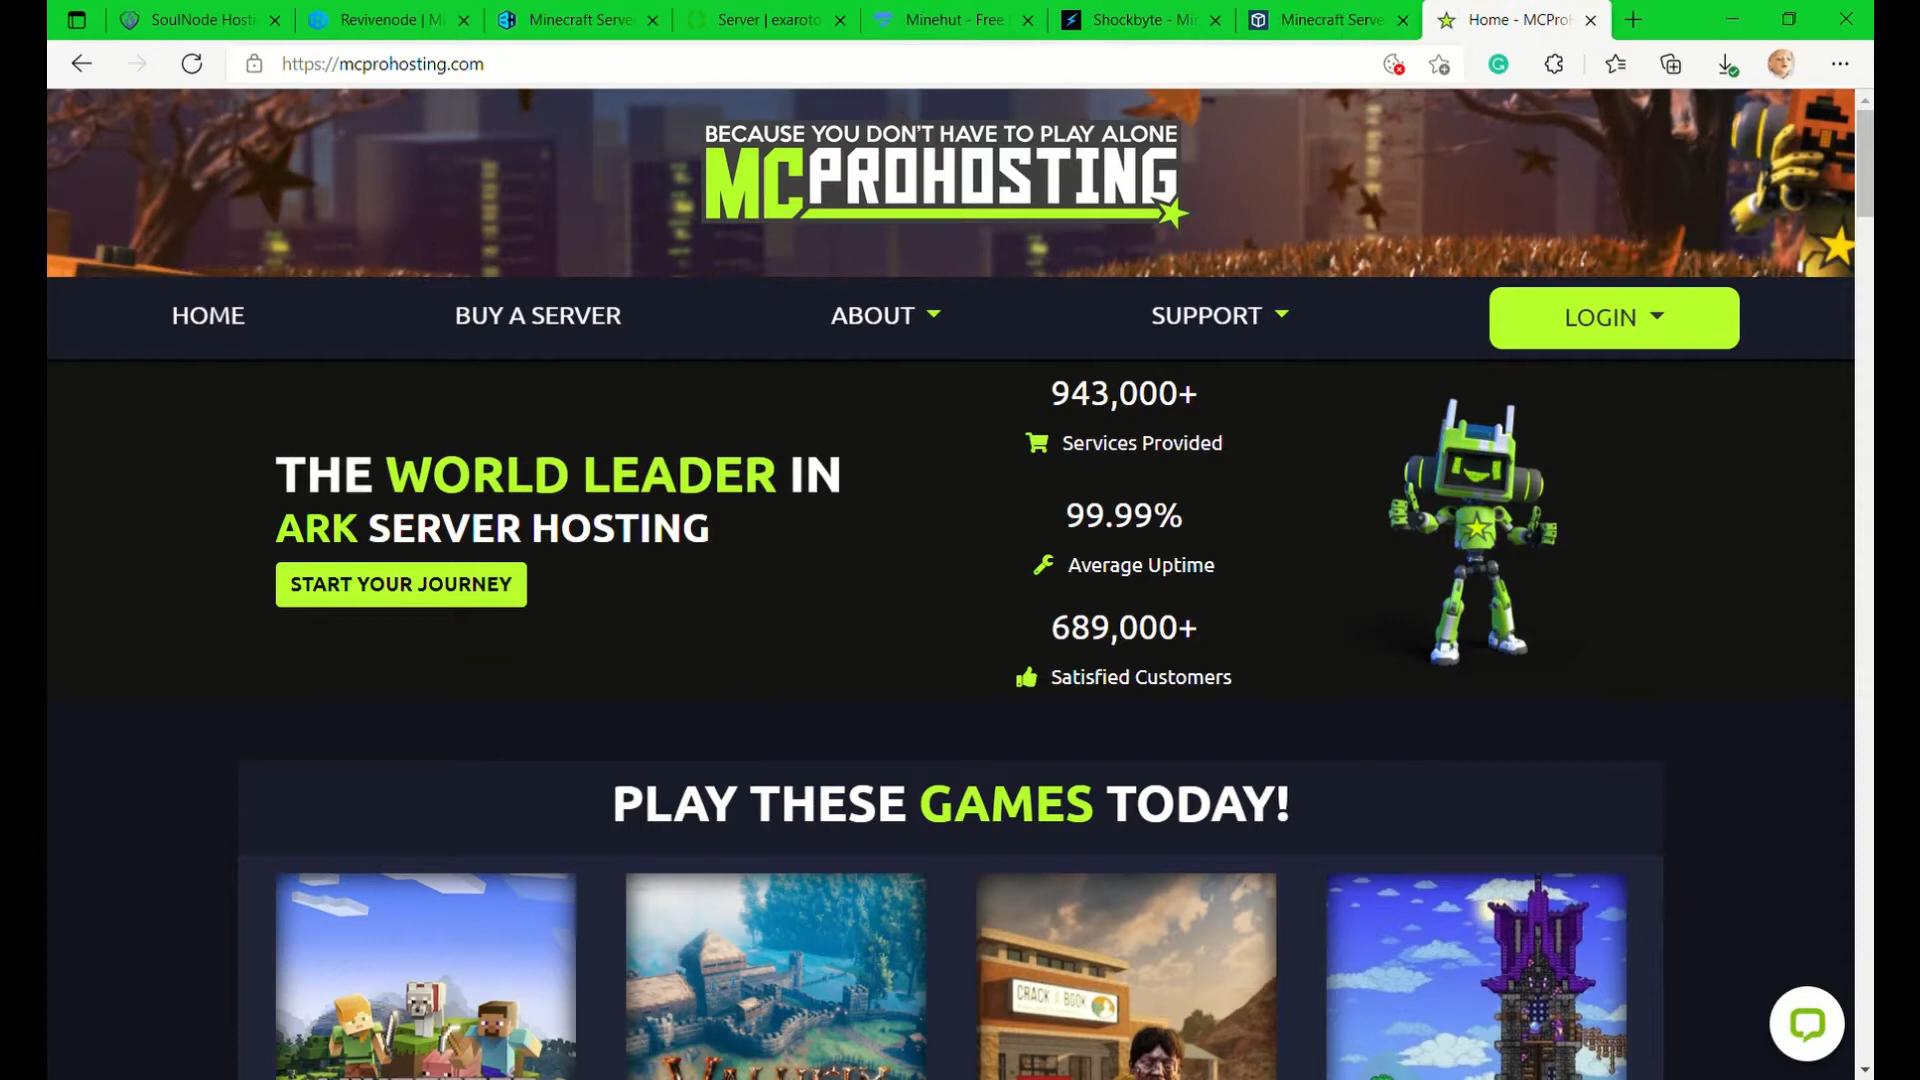 SoulNode Hosti
Revivenode | Mi
Minecraft Serve
Server | exaroto
Minehut - Free
Shockbyte - Mi
Minecraft Serve
Home - MCPro
https://mcprohosting.com
BECAUSE YOU DON'T HAVE TO PLAY ALONE
MCPROHOSTING
HOME
BUY A SERVER
ABOUT
SUPPORT
LOGIN
943,000+
Services Provided
THE WORLD LEADER IN
ARK SERVER HOSTING
START YOUR JOURNEY
99.99%
Average Uptime
689,000+
Satisfied Customers
PLAY THESE GAMES TODAY!
CRACK A BOOK